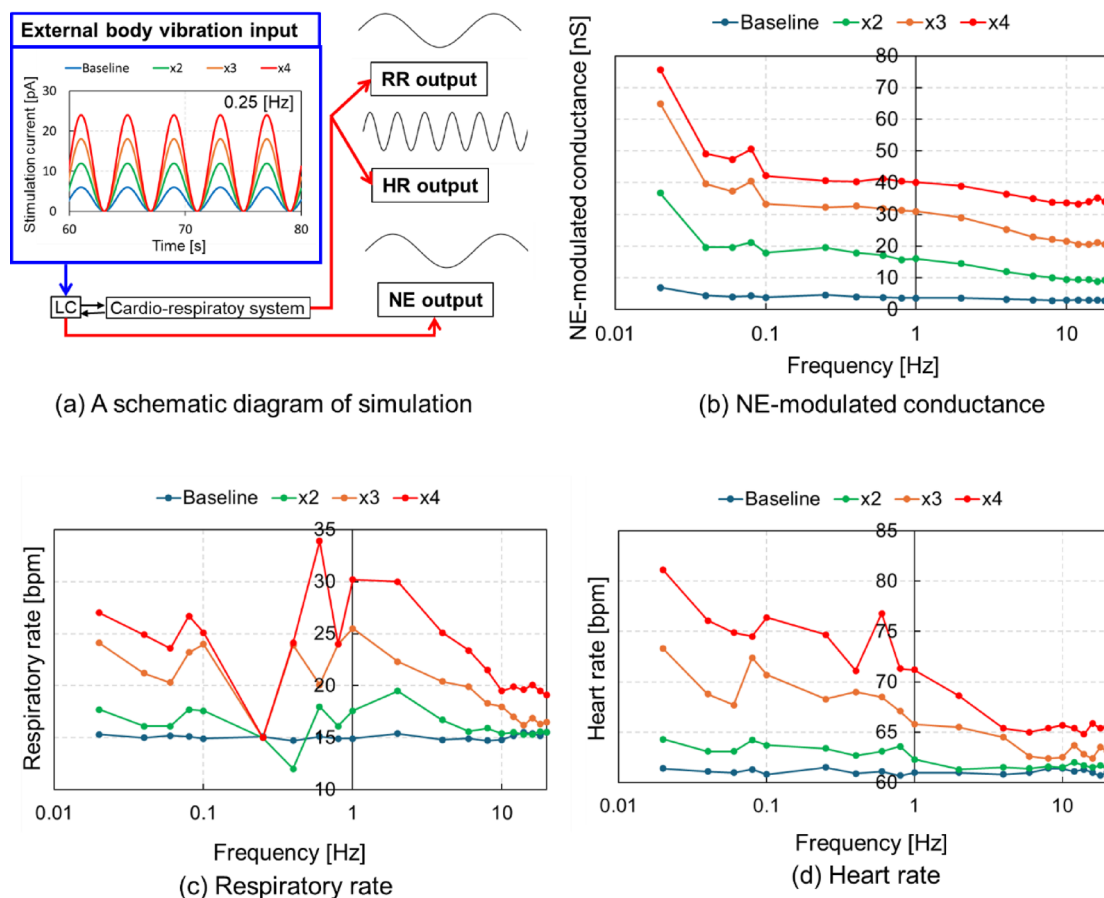 External body vibration input
Baseline x2 x3 x4
0.25 [Hz]
Stimulation current [pA]
30
20
10
0
60 70 80
Time [s]
RR output
HR output
NE output
LC
Cardio-respiratoy system
(a) A schematic diagram of simulation
Baseline x2 x3 x4
NE-modulated conductance [nS]
80
70
60
50
40
30
20
10
0
0.01 0.1 1 10
Frequency [Hz]
(b) NE-modulated conductance
Baseline x2 x3 x4
Respiratory rate [bpm]
35
30
25
20
15
10
0.01 0.1 1 10
Frequency [Hz]
(c) Respiratory rate
Baseline x2 x3 x4
Heart rate [bpm]
85
80
75
70
65
60
0.01 0.1 1 10
Frequency [Hz]
(d) Heart rate